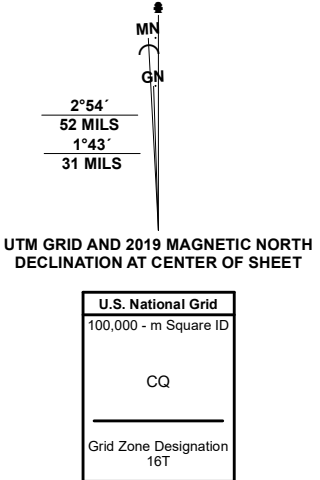 MN
GN
2°54´
52 MILS
1°43´
31 MILS
UTM GRID AND 2019 MAGNETIC NORTH
DECLINATION AT CENTER OF SHEET
U.S. National Grid
100,000 - m Square ID
CQ
Grid Zone Designation
16T